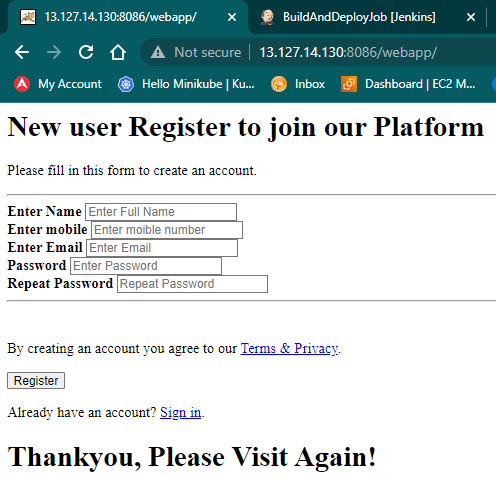 13.127.14.130:8086/webapp/
BuildAndDeployJob [Jenkins]
Not secure | 13.127.14.130:8086/webapp/
My Account
Hello Minikube | Ku...
Inbox
Dashboard | EC2 M...
New user Register to join our Platform
Please fill in this form to create an account.
Enter Name Enter Full Name
Enter mobile Enter moible number
Enter Email Enter Email
Password Enter Password
Repeat Password Repeat Password
By creating an account you agree to our Terms & Privacy.
Register
Already have an account? Sign in.
Thankyou, Please Visit Again!